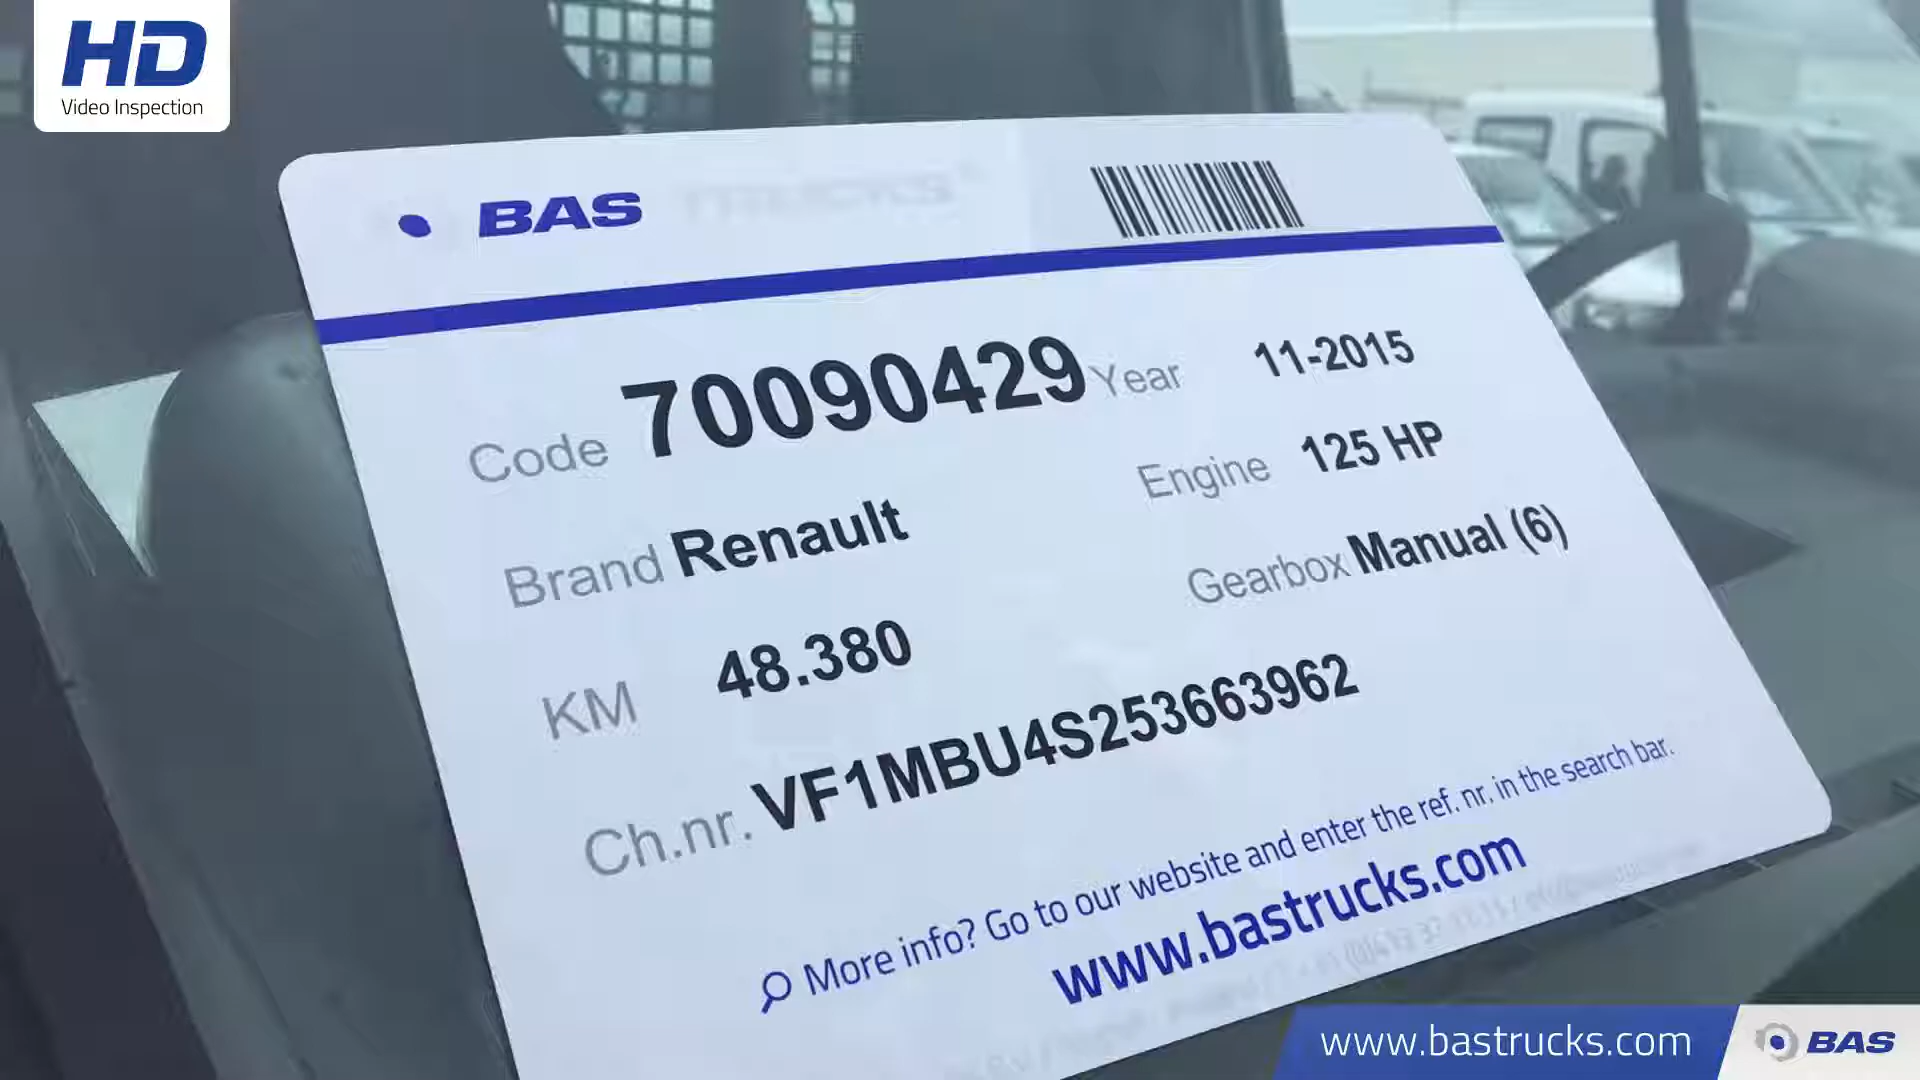 HD
Video Inspection
BAS TRUCKS
Code 70090429
Year 11-2015
Brand Renault
Engine 125 HP
KM 48.380
Gearbox Manual (6)
Ch.nr. VF1MBU4S253663962
More info? Go to our website and enter the ref. nr. in the search bar.
www.bastrucks.com
www.bastrucks.com
BAS